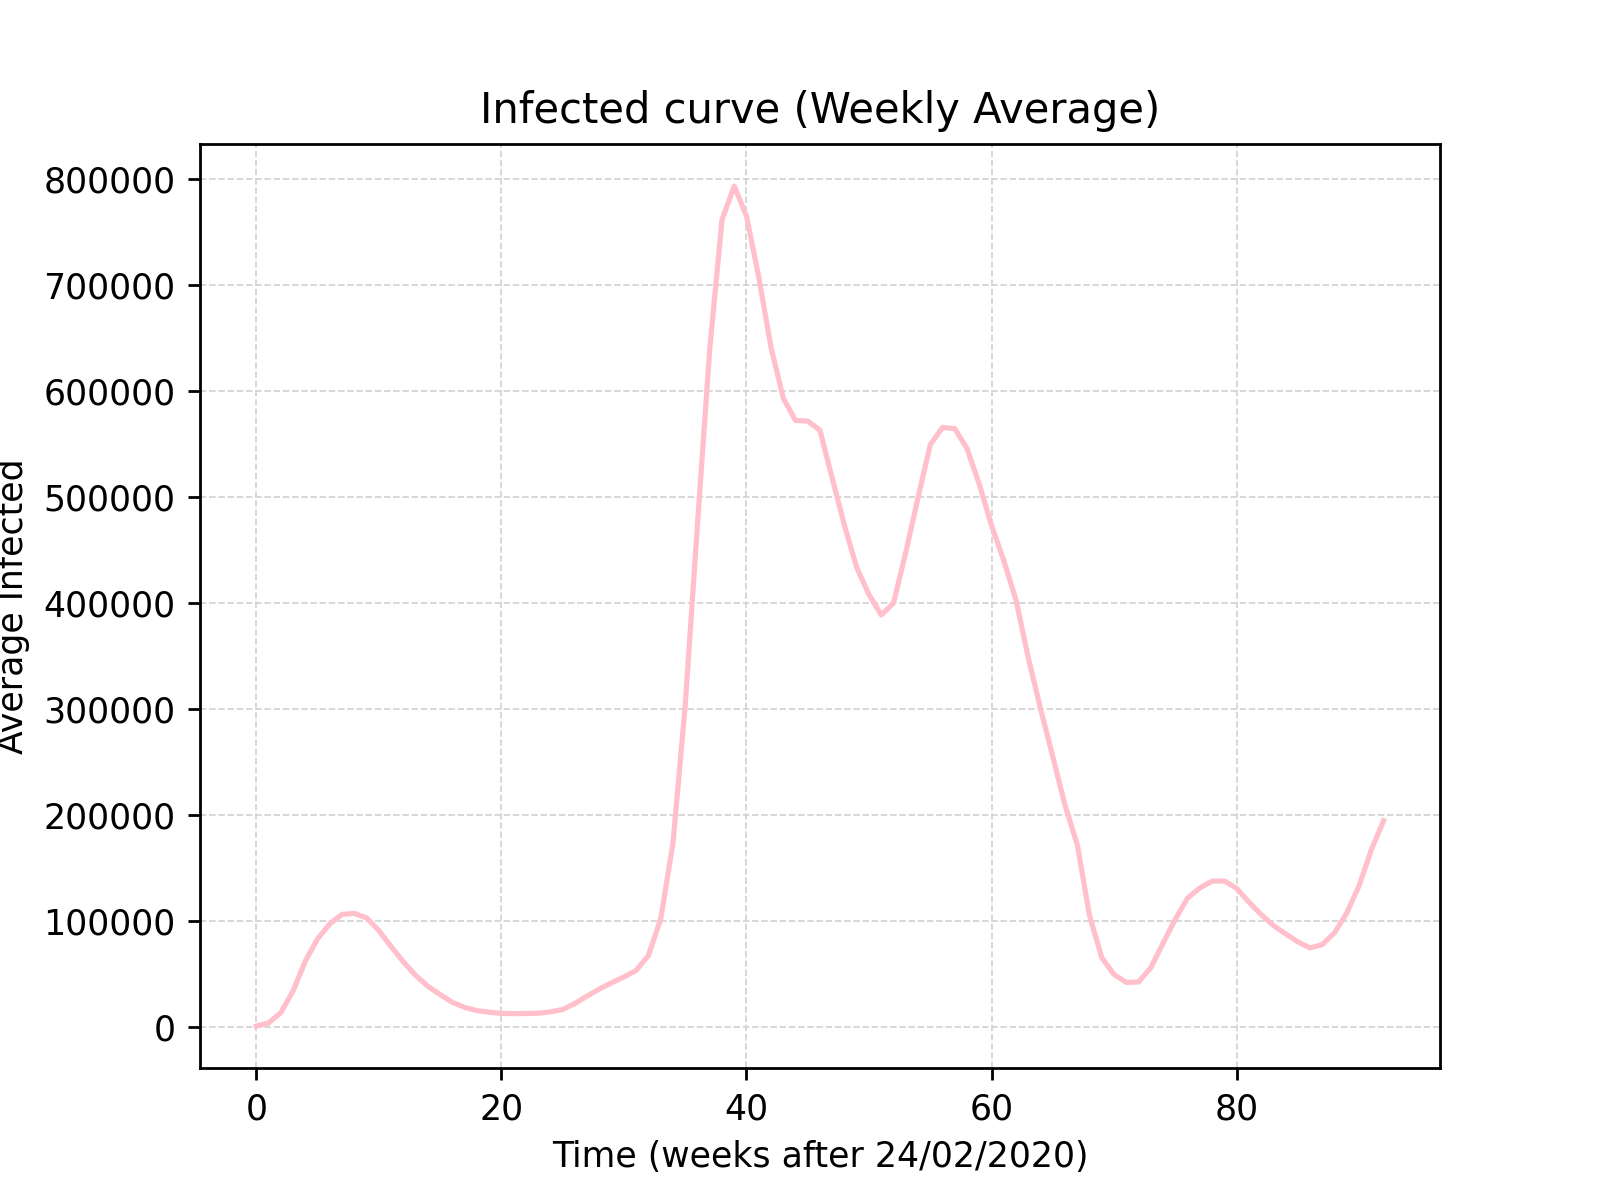 Infected curve (Weekly Average)
800000
700000
600000
500000
400000
300000
200000
100000
0
Average Infected
0 20 40 60 80
Time (weeks after 24/02/2020)